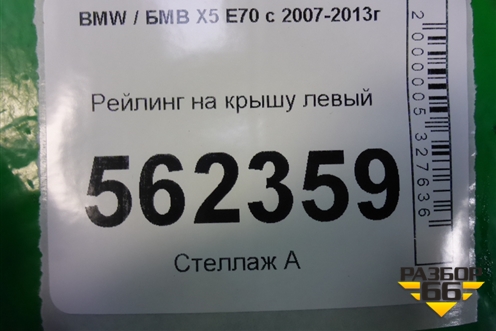 BMW / БМВ X5 E70 с 2007-2013г
Рейлинг на крышу левый
562359
Стеллаж А
2000005327636
РАЗБОР
66